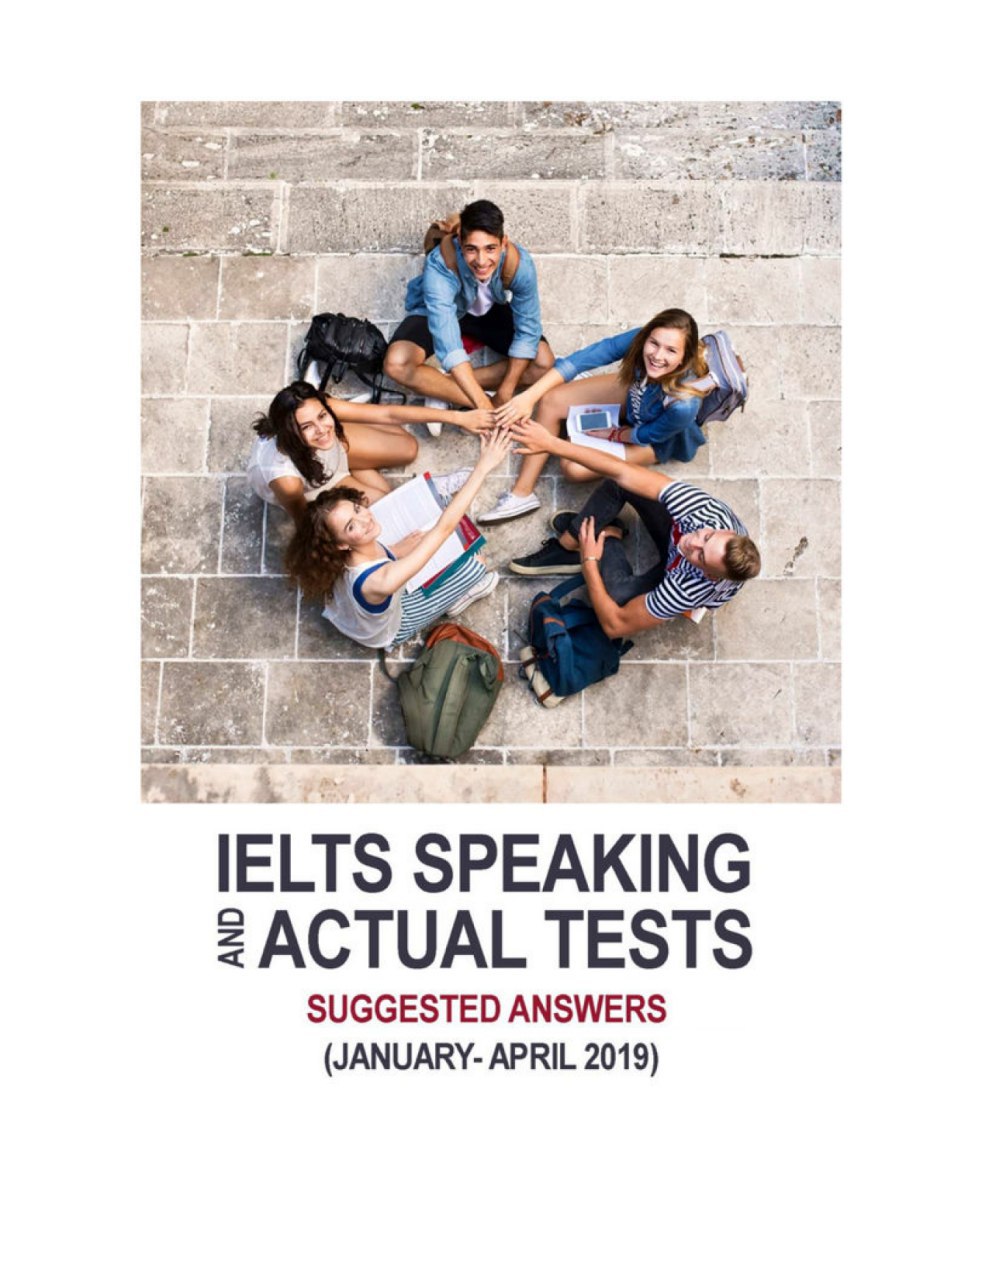 IELTS SPEAKING
AND ACTUAL TESTS
SUGGESTED ANSWERS
(JANUARY- APRIL 2019)